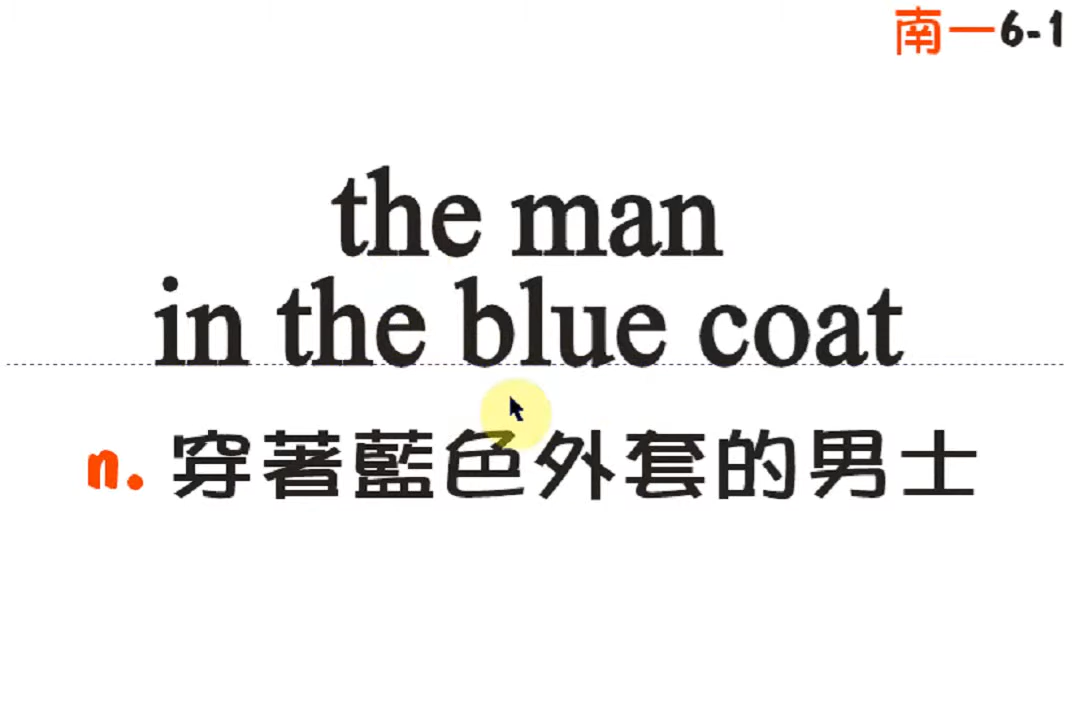 南一6-1
the man
in the blue coat
n. 穿著藍色外套的男士